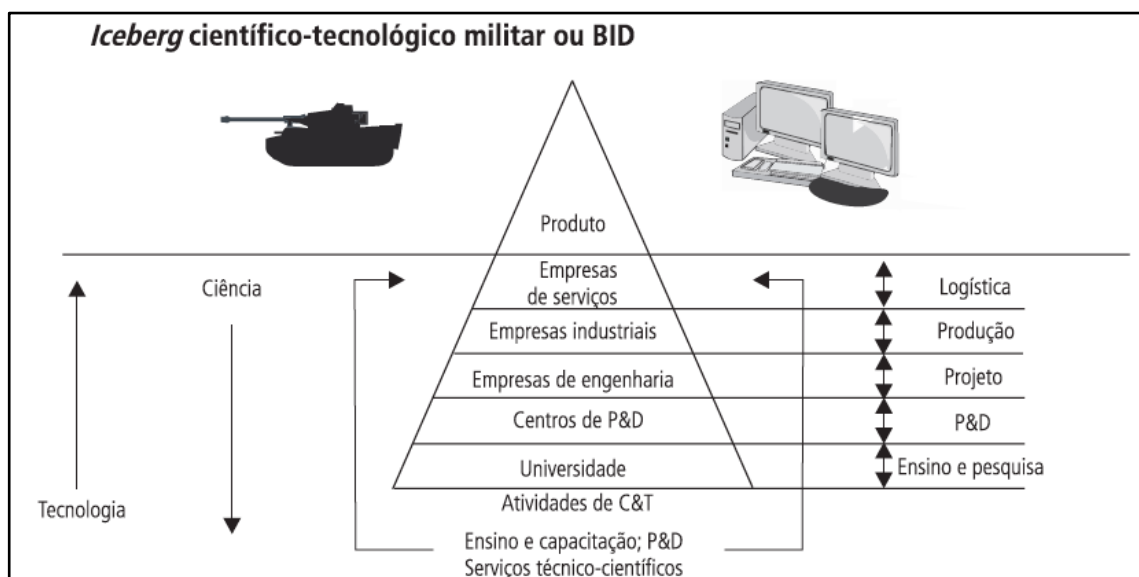 Iceberg científico-tecnológico militar ou BID
Produto
Ciência
Empresas
de serviços
Logística
Empresas industriais
Produção
Empresas de engenharia
Projeto
Centros de P&D
P&D
Universidade
Ensino e pesquisa
Tecnologia
Atividades de C&T
Ensino e capacitação; P&D
Serviços técnico-científicos